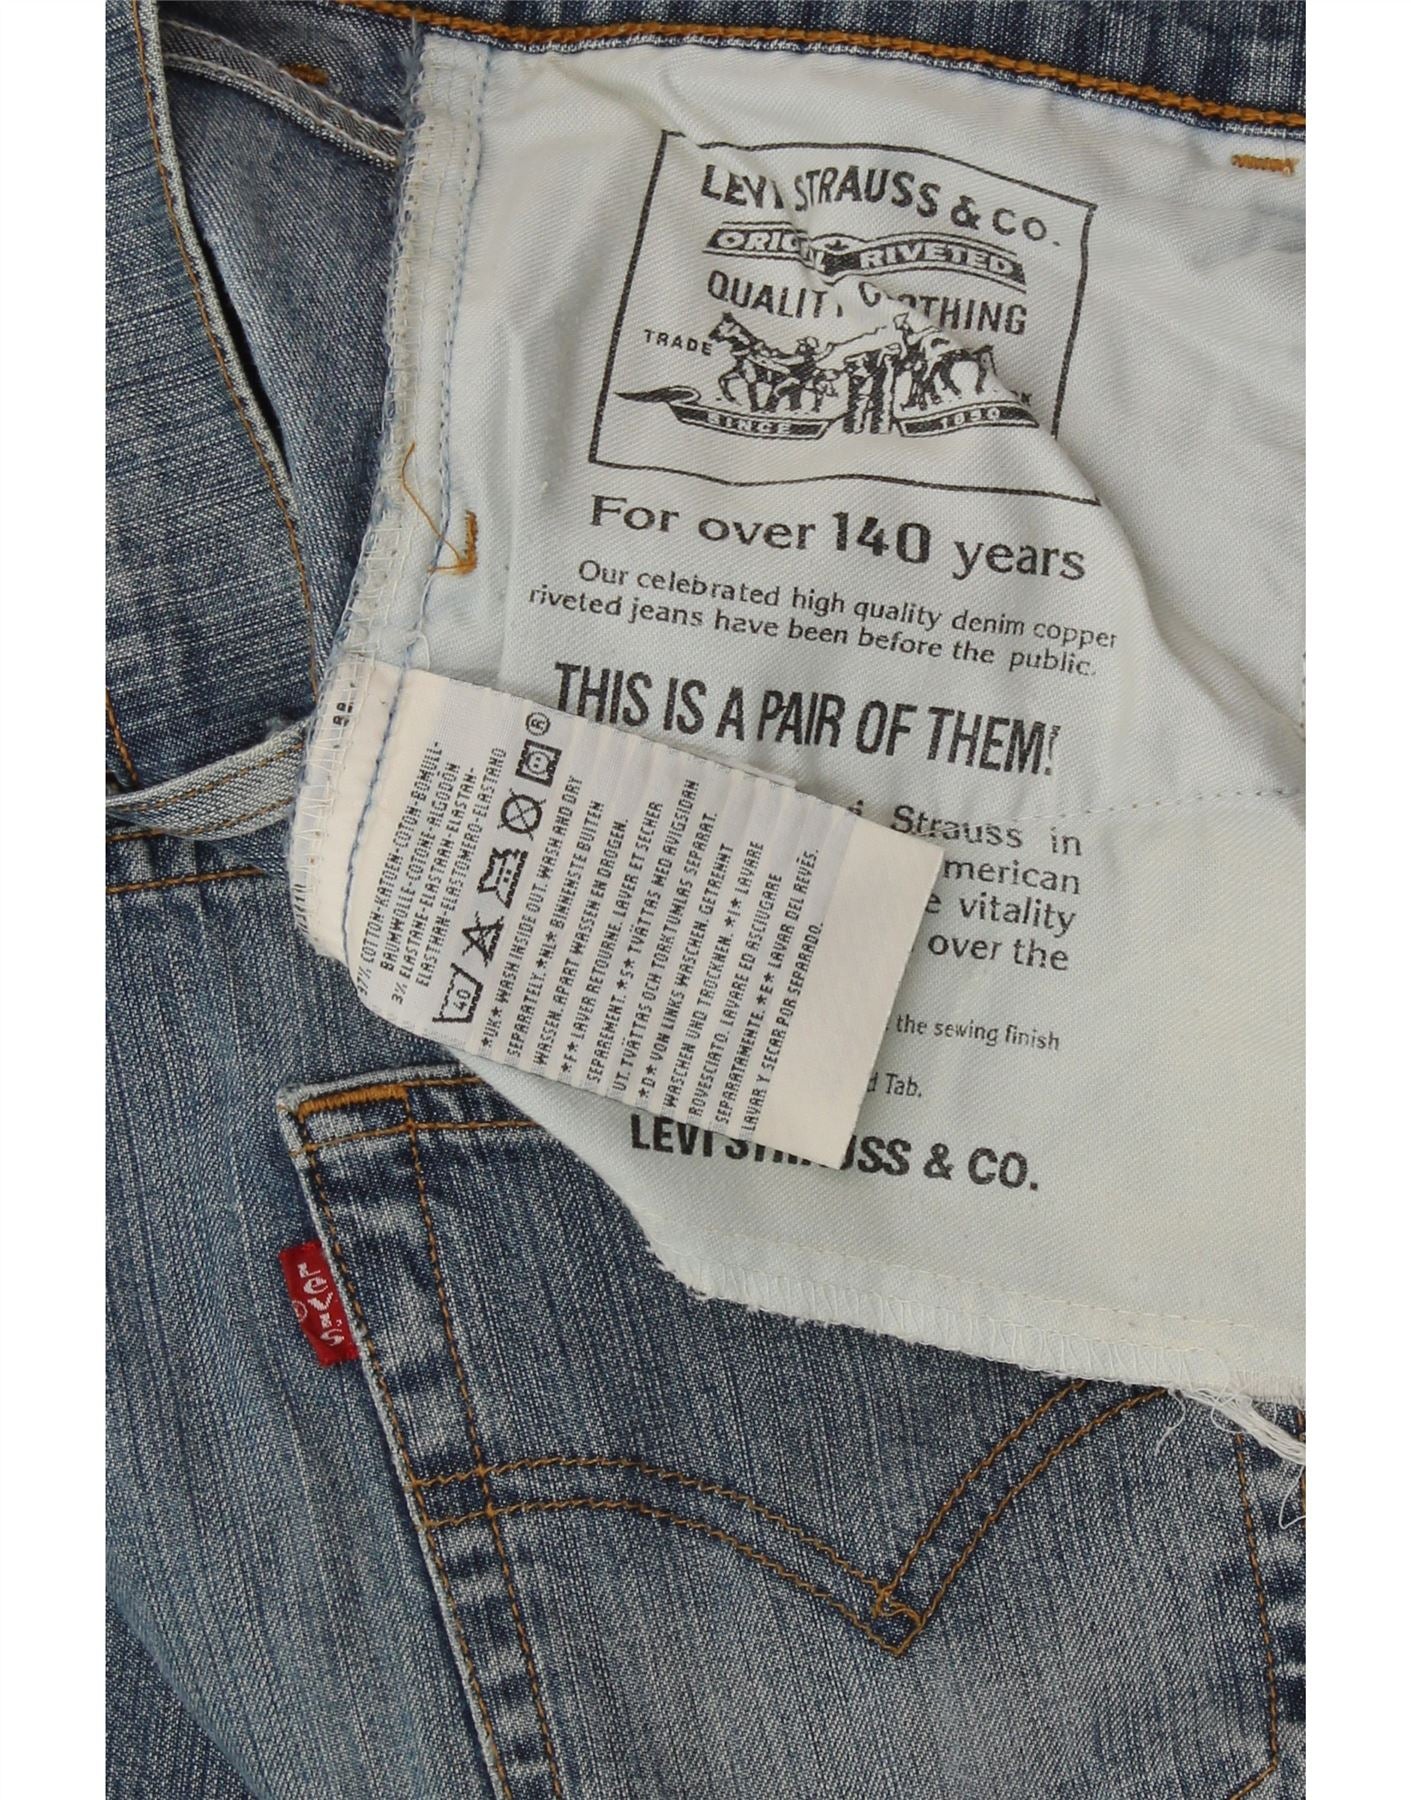 LEVI STRAUSS & CO.
RIVETED
QUALITY CLOTHING
TRADE
SINCE
For over 140 years
Our celebrated high quality denim copper
riveted jeans have been before the public.
THIS IS A PAIR OF THEM!
Strauss in
merican
vitality
over the
the sewing finish
Tab.
LEVI STRAUSS & CO.
COTTON-KATOEN-COTON-BOMULL-
BAUMWOLLE-COTONE-ALGODÓN
3% ELASTANE-ELASTAAN-ELASTAN-
ELASTHAN-ELASTOMERO-ELASTANO
40
®
*UK* WASH INSIDE OUT. WASH AND DRY
SEPARATELY. *NL* BINNENSTE BUITEN
WASSEN. APART WASSEN EN DROGEN.
*F* LAVER RETOURNE. LAVER ET SECHER
SEPAREMENT. *S* TVÄTTAS MED AVIGSIDAN
UT. TVÄTTAS OCH TORKTUMLAS SEPARAT.
*D* VON LINKS WASCHEN. GETRENNT
WASCHEN UND TROCKNEN. *I* LAVARE
ROVESCIATO. LAVARE ED ASCIUGARE
SEPARATAMENTE. *E* LAVAR DEL REVÉS.
LAVAR Y SECAR POR SEPARADO.
LEVI'S
®